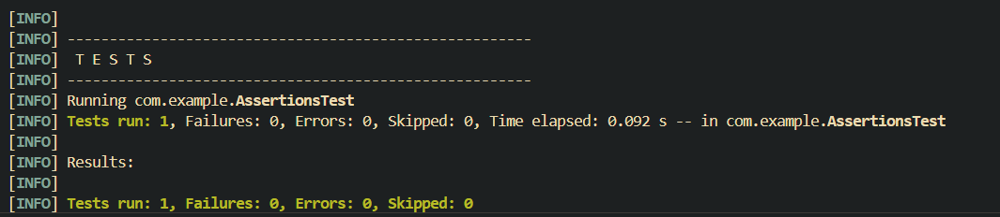 [INFO]
[INFO] -------------------------------------------------------
[INFO]  T E S T S
[INFO] -------------------------------------------------------
[INFO] Running com.example.AssertionsTest
[INFO] Tests run: 1, Failures: 0, Errors: 0, Skipped: 0, Time elapsed: 0.092 s -- in com.example.AssertionsTest
[INFO]
[INFO] Results:
[INFO]
[INFO] Tests run: 1, Failures: 0, Errors: 0, Skipped: 0